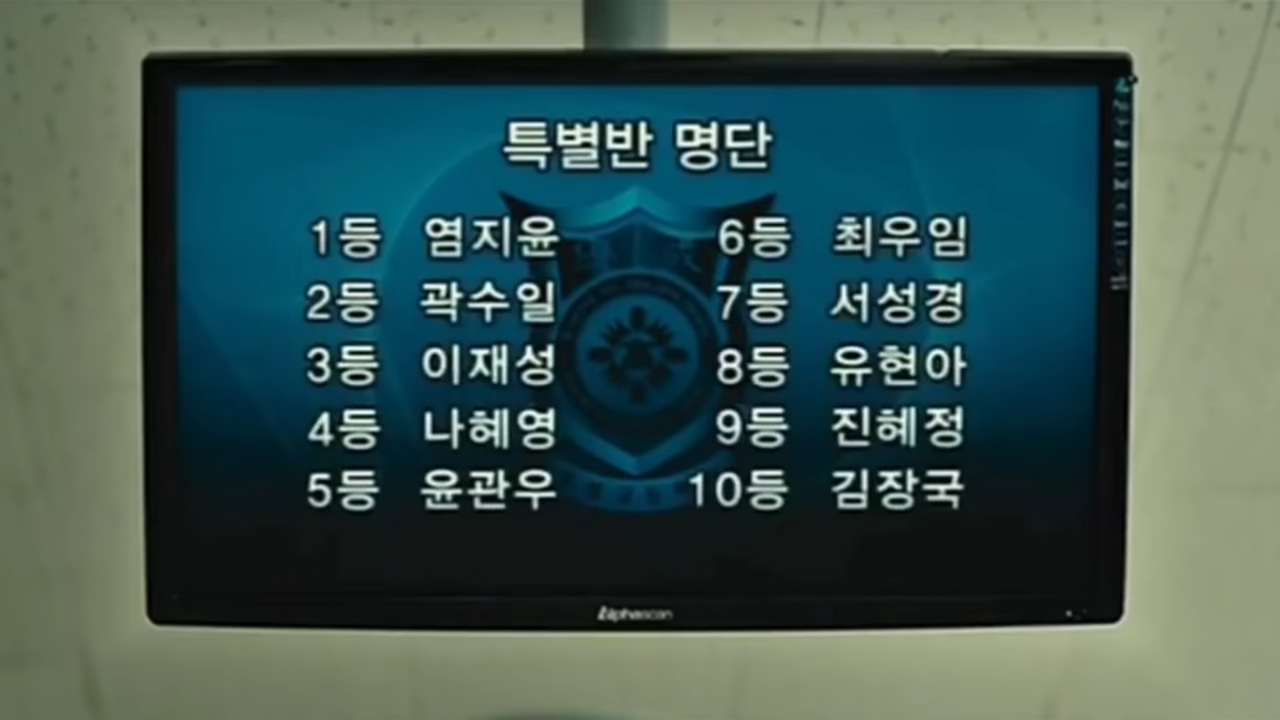 특별반 명단
1등 염지윤
2등 곽수일
3등 이재성
4등 나혜영
5등 윤관우
6등 최우임
7등 서성경
8등 유현아
9등 진혜정
10등 김장국
Alphascan